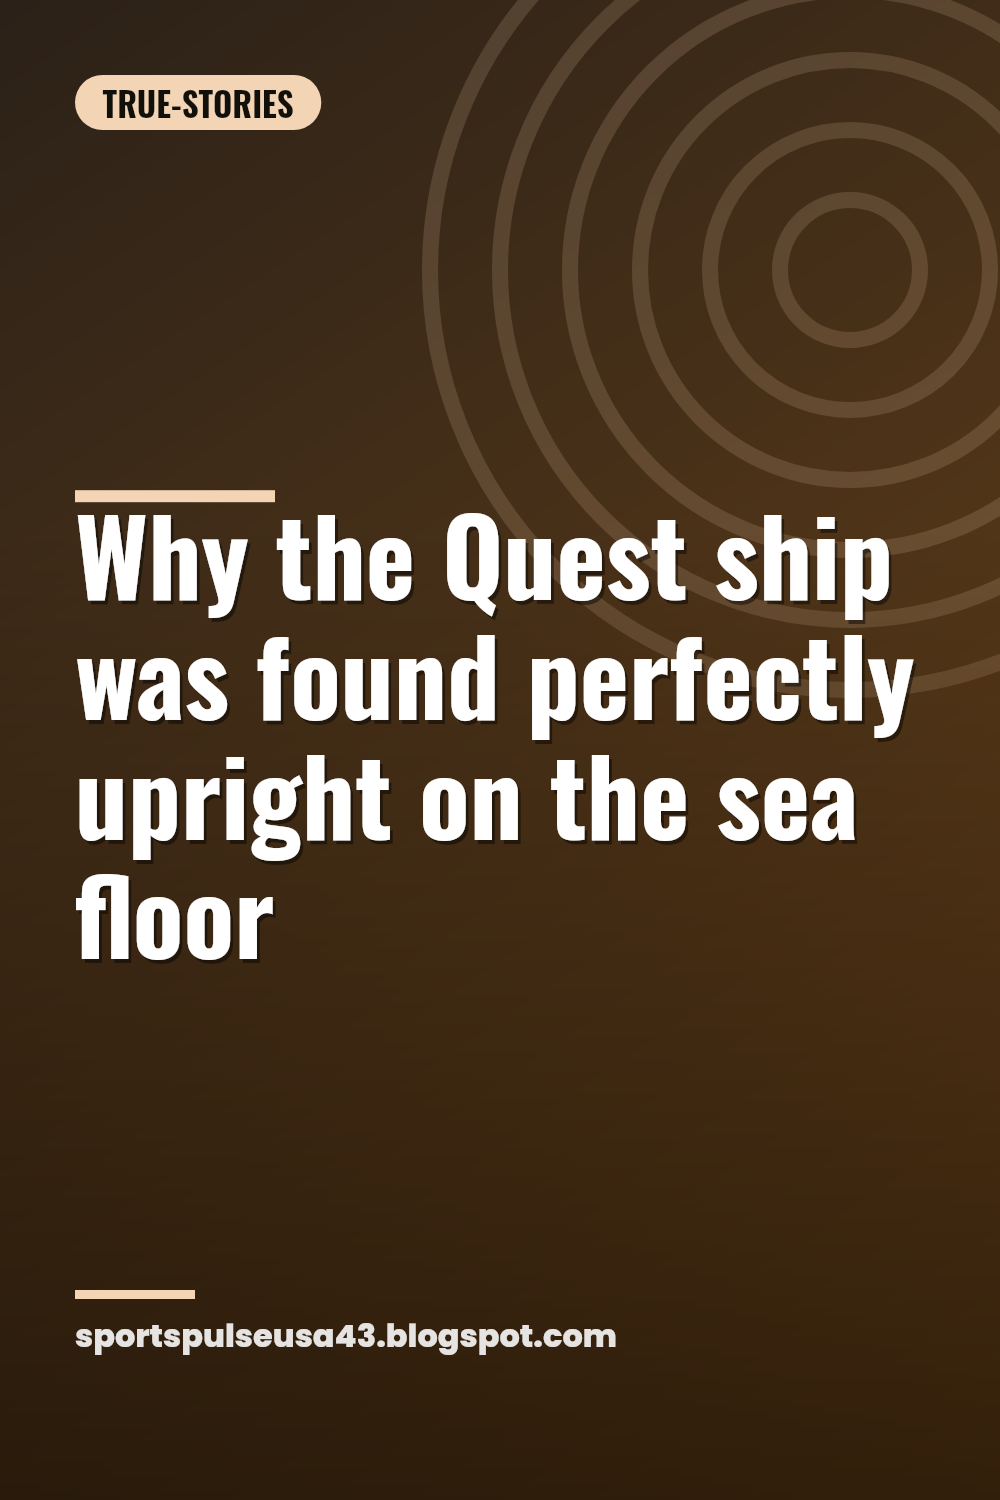 TRUE-STORIES
Why the Quest ship
was found perfectly
upright on the sea
floor
sportspulseusa43.blogspot.com